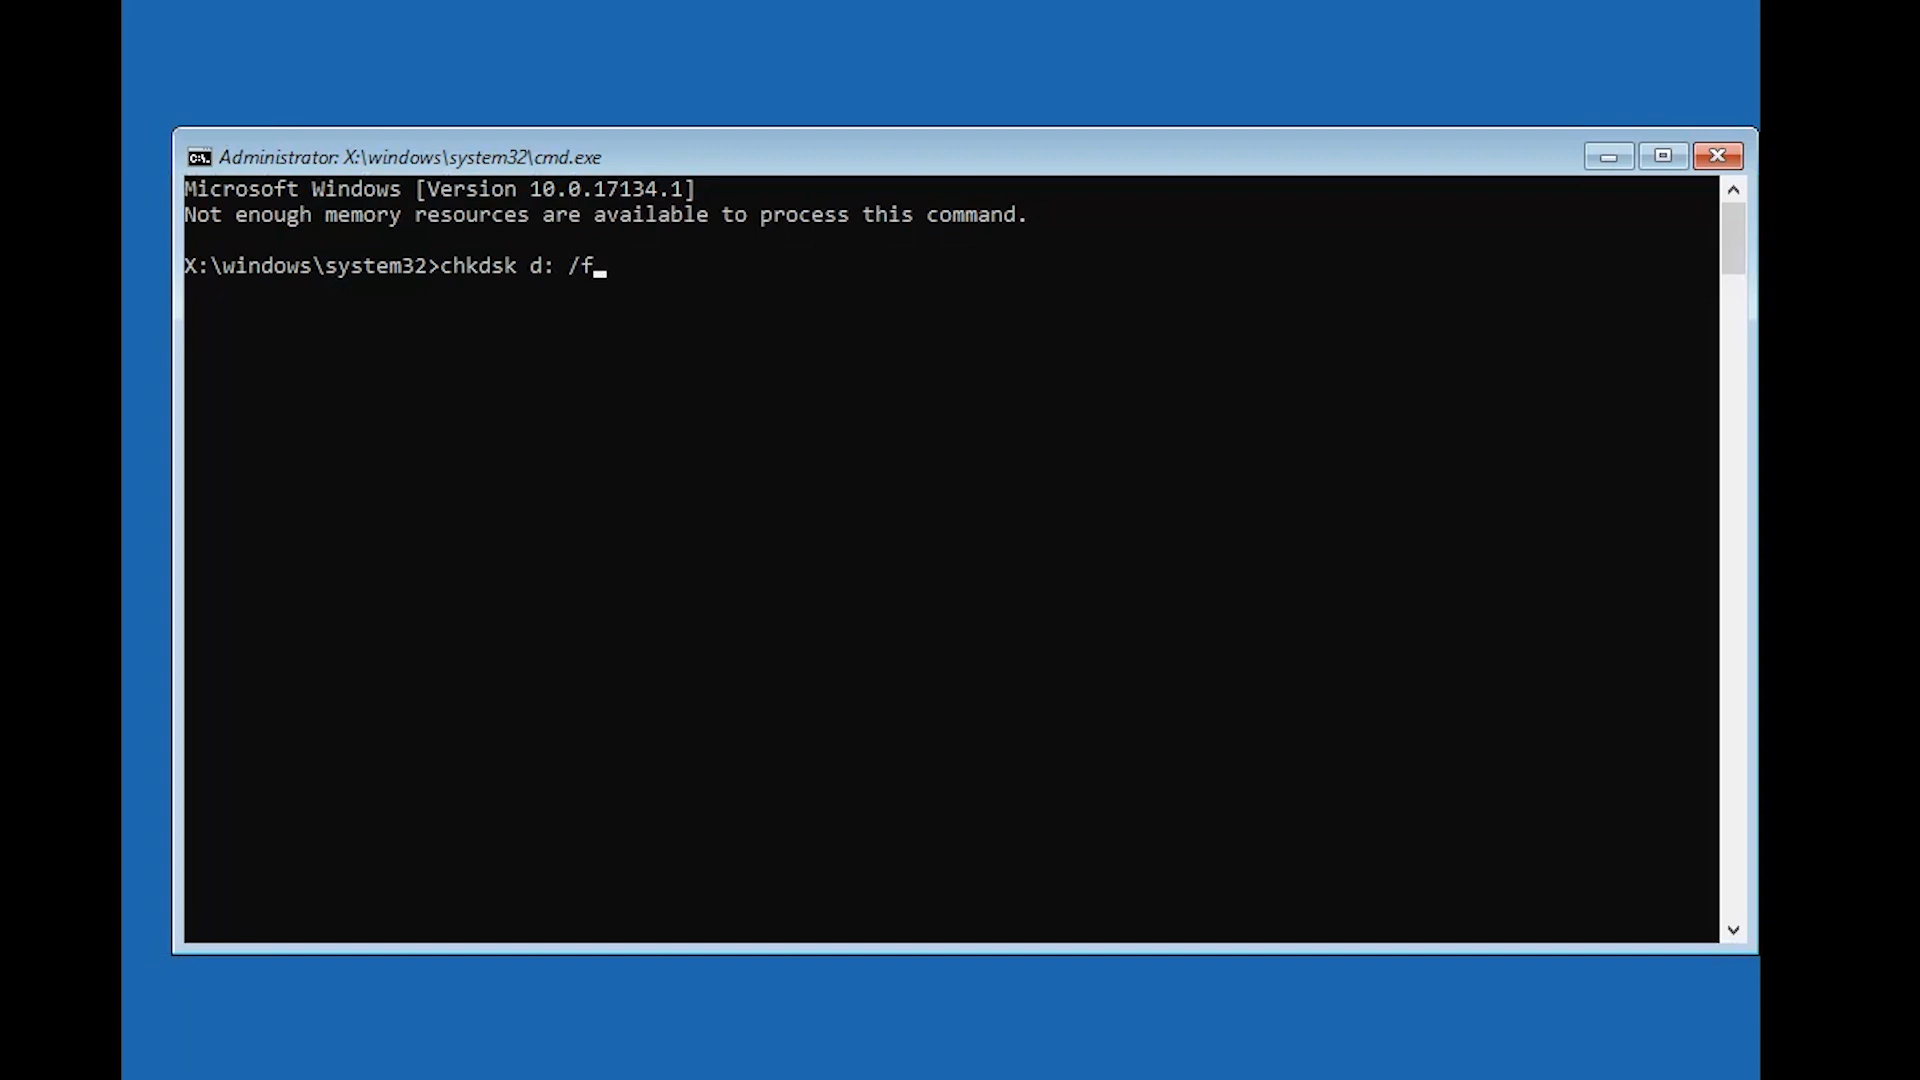 Administrator: X:\windows\system32\cmd.exe
Microsoft Windows [Version 10.0.17134.1]
Not enough memory resources are available to process this command.
X:\windows\system32>chkdsk d: /f_